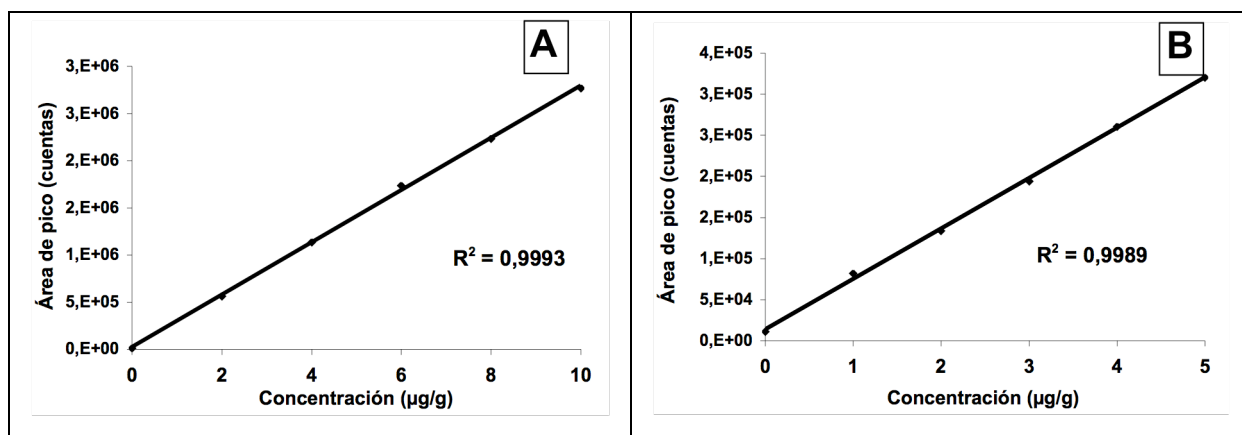 A
Área de pico (cuentas)
3,E+06
3,E+06
2,E+06
2,E+06
1,E+06
5,E+05
0,E+00
R² = 0,9993
0 2 4 6 8 10
Concentración (µg/g)
B
Área de pico (cuentas)
4,E+05
3,E+05
3,E+05
2,E+05
2,E+05
1,E+05
5,E+04
0,E+00
R² = 0,9989
0 1 2 3 4 5
Concentración (µg/g)